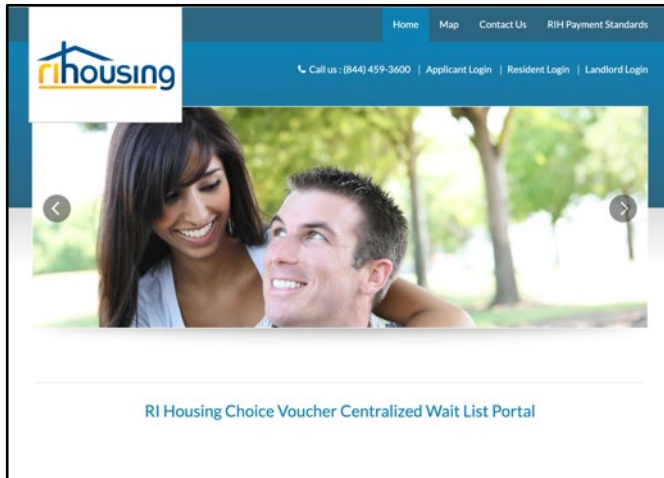 Home Map Contact Us RIH Payment Standards
rihousing
Call us : (844) 459-3600 | Applicant Login | Resident Login | Landlord Login
RI Housing Choice Voucher Centralized Wait List Portal